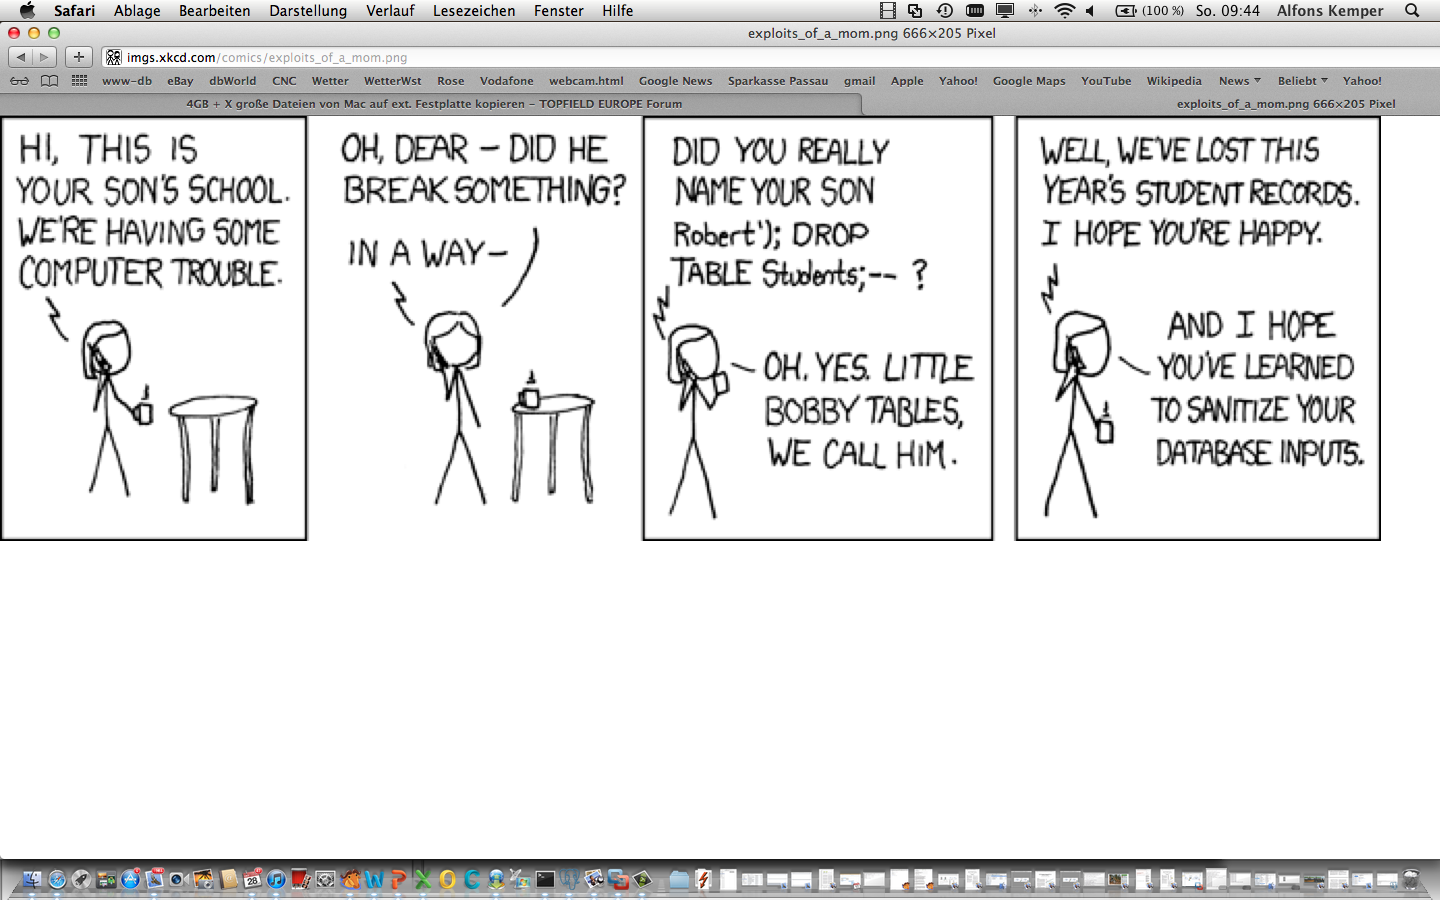 Safari Ablage Bearbeiten Darstellung Verlauf Lesezeichen Fenster Hilfe (100 %) So. 09:44 Alfons Kemper
exploits_of_a_mom.png 666×205 Pixel
imgs.xkcd.com/comics/exploits_of_a_mom.png
www-db eBay dbWorld CNC Wetter WetterWst Rose Vodafone webcam.html Google News Sparkasse Passau gmail Apple Yahoo! Google Maps YouTube Wikipedia News Beliebt Yahoo!
4GB + X große Dateien von Mac auf ext. Festplatte kopieren – TOPFIELD EUROPE Forum
exploits_of_a_mom.png 666×205 Pixel
HI, THIS IS
YOUR SON'S SCHOOL.
WE'RE HAVING SOME
COMPUTER TROUBLE.
OH, DEAR – DID HE
BREAK SOMETHING?
IN A WAY–
DID YOU REALLY
NAME YOUR SON
Robert'); DROP
TABLE Students;-- ?
OH. YES. LITTLE
BOBBY TABLES,
WE CALL HIM.
WELL, WE'VE LOST THIS
YEAR'S STUDENT RECORDS.
I HOPE YOU'RE HAPPY.
AND I HOPE
YOU'VE LEARNED
TO SANITIZE YOUR
DATABASE INPUTS.
28